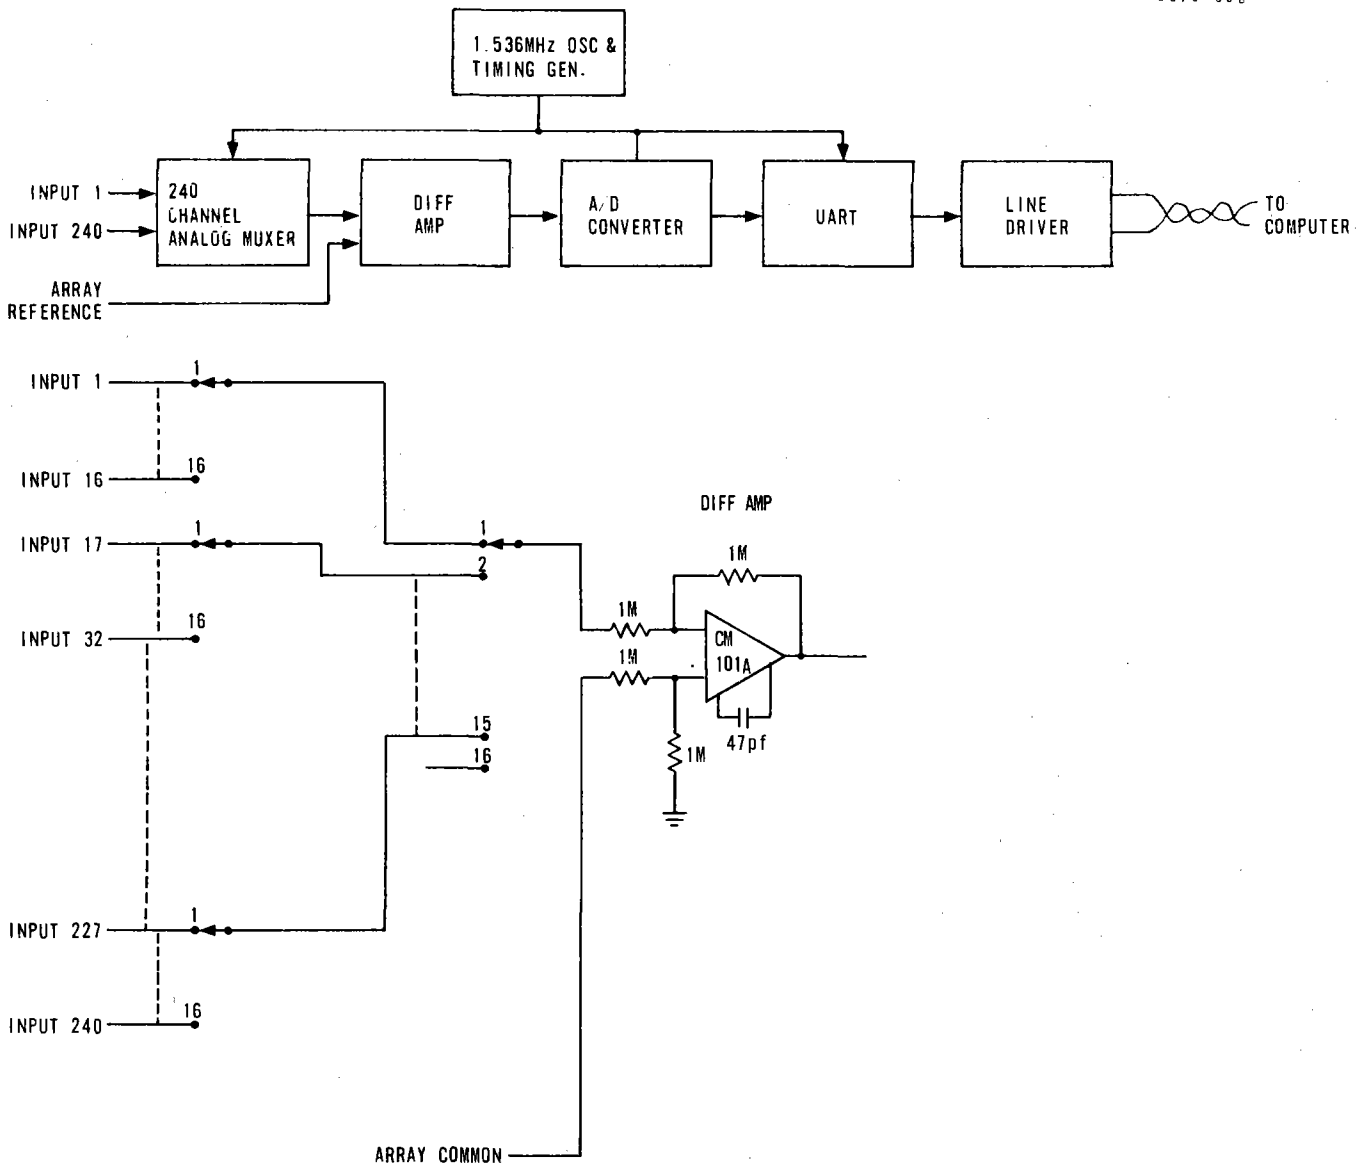 1.536MHz OSC &
TIMING GEN.
INPUT 1
INPUT 240
240
CHANNEL
ANALOG MUXER
DIFF
AMP
A/D
CONVERTER
UART
LINE
DRIVER
TO
COMPUTER
ARRAY
REFERENCE
INPUT 1
1
INPUT 16
16
INPUT 17
1
INPUT 32
16
1
2
15
16
INPUT 227
1
INPUT 240
16
DIFF AMP
1M
1M
1M
CM
101A
47pf
1M
ARRAY COMMON